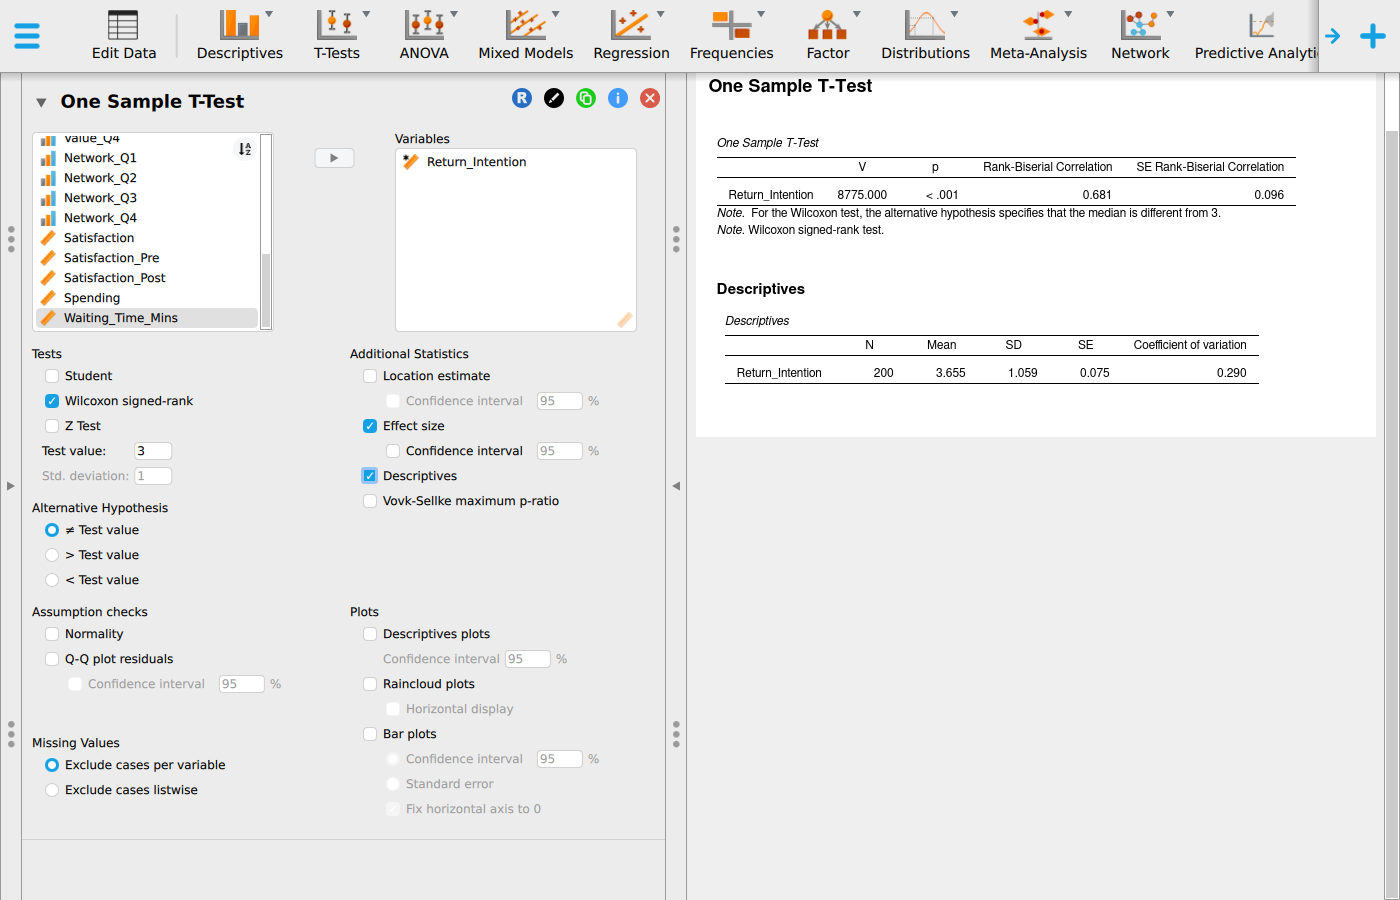 Edit Data
Descriptives
T-Tests
ANOVA
Mixed Models
Regression
Frequencies
Factor
Distributions
Meta-Analysis
Network
Predictive Analyti
One Sample T-Test
R
i
Value_Q4
Network_Q1
Network_Q2
Network_Q3
Network_Q4
Satisfaction
Satisfaction_Pre
Satisfaction_Post
Spending
Waiting_Time_Mins
A
Z
Variables
Return_Intention
Tests
Student
Wilcoxon signed-rank
Z Test
Test value: 3
Std. deviation: 1
Alternative Hypothesis
≠ Test value
> Test value
< Test value
Assumption checks
Normality
Q-Q plot residuals
Confidence interval 95 %
Missing Values
Exclude cases per variable
Exclude cases listwise
Additional Statistics
Location estimate
Confidence interval 95 %
Effect size
Confidence interval 95 %
Descriptives
Vovk-Sellke maximum p-ratio
Plots
Descriptives plots
Confidence interval 95 %
Raincloud plots
Horizontal display
Bar plots
Confidence interval 95 %
Standard error
Fix horizontal axis to 0
One Sample T-Test
One Sample T-Test
V p Rank-Biserial Correlation SE Rank-Biserial Correlation
Return_Intention 8775.000 < .001 0.681 0.096
Note. For the Wilcoxon test, the alternative hypothesis specifies that the median is different from 3.
Note. Wilcoxon signed-rank test.
Descriptives
Descriptives
N Mean SD SE Coefficient of variation
Return_Intention 200 3.655 1.059 0.075 0.290